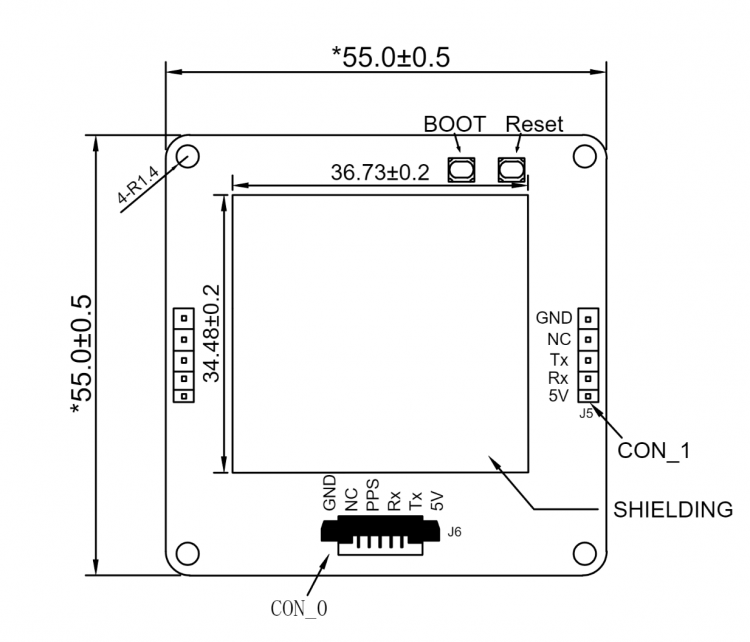 *55.0±0.5
BOOT Reset
4-R1.4
36.73±0.2
*55.0±0.5
34.48±0.2
GND
NC
Tx
Rx
5V
J5
CON_1
GND
NC
PPS
Rx
Tx
5V
J6
SHIELDING
CON_0